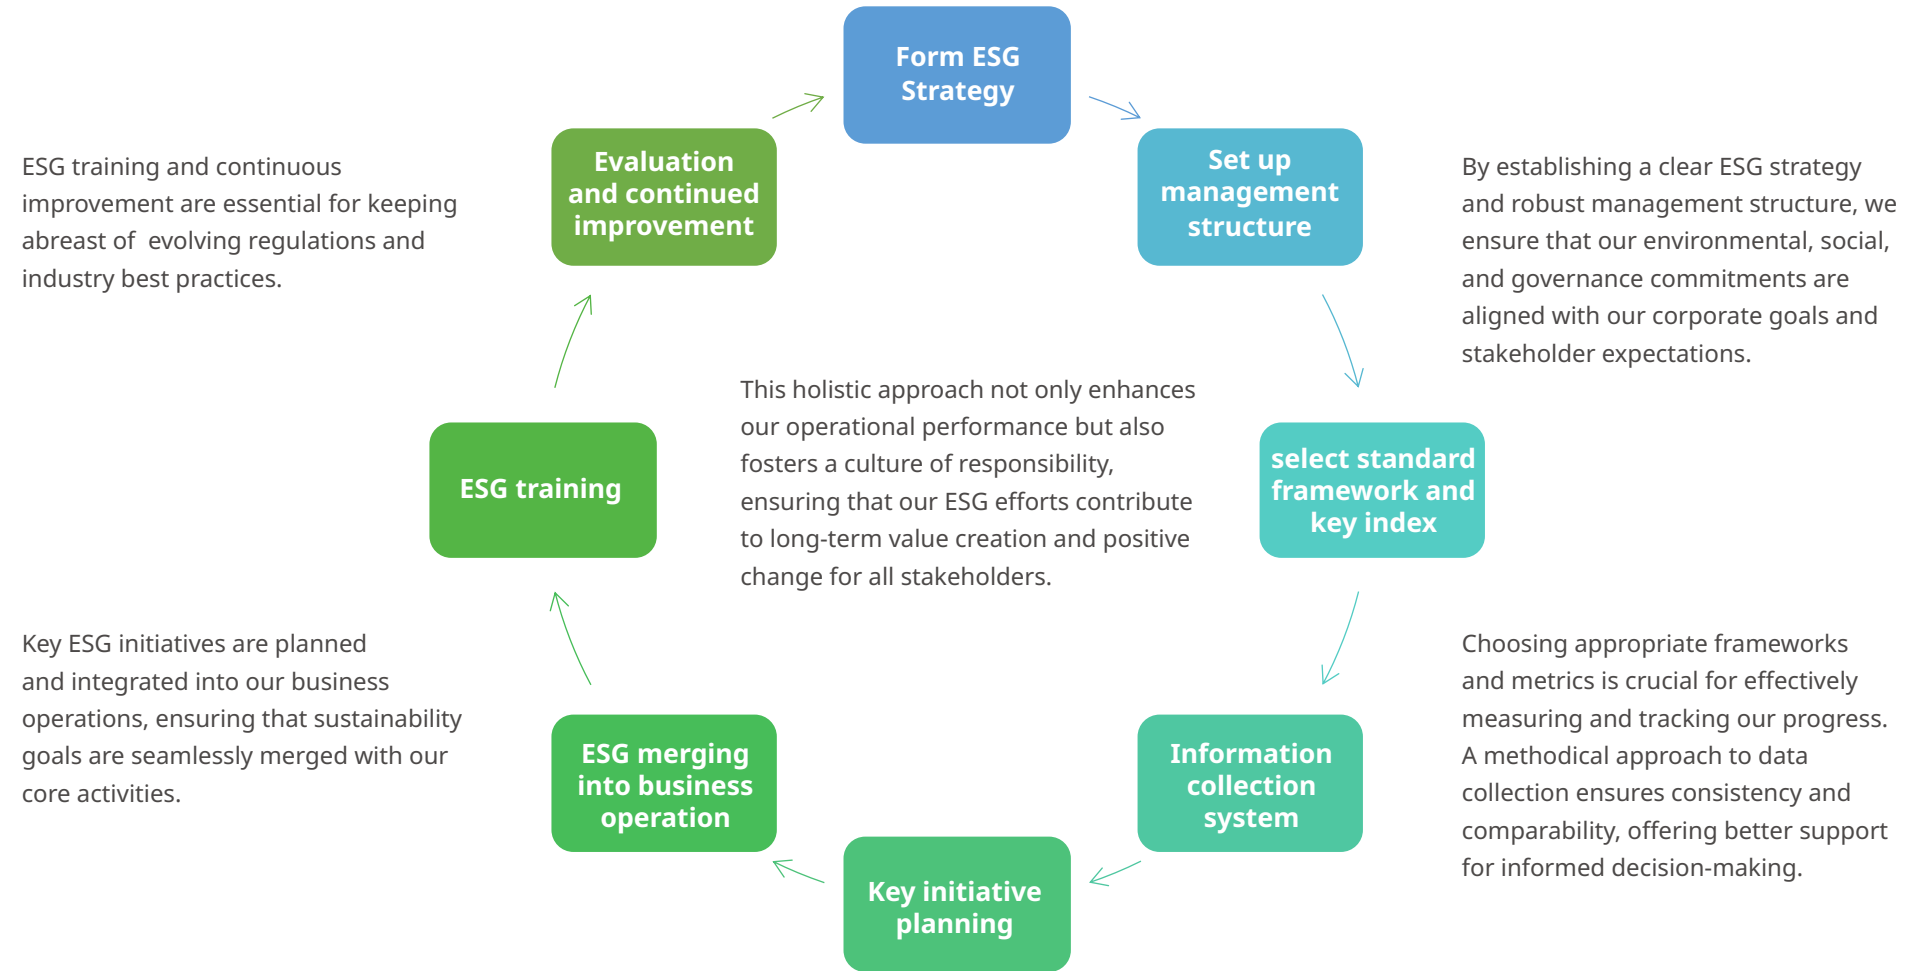 Form ESG
Strategy
Set up
management
structure
By establishing a clear ESG strategy
and robust management structure, we
ensure that our environmental, social,
and governance commitments are
aligned with our corporate goals and
stakeholder expectations.
select standard
framework and
key index
Choosing appropriate frameworks
and metrics is crucial for effectively
measuring and tracking our progress.
A methodical approach to data
collection ensures consistency and
comparability, offering better support
for informed decision-making.
Information
collection
system
Key initiative
planning
ESG merging
into business
operation
Key ESG initiatives are planned
and integrated into our business
operations, ensuring that sustainability
goals are seamlessly merged with our
core activities.
ESG training
Evaluation
and continued
improvement
ESG training and continuous
improvement are essential for keeping
abreast of  evolving regulations and
industry best practices.
This holistic approach not only enhances
our operational performance but also
fosters a culture of responsibility,
ensuring that our ESG efforts contribute
to long-term value creation and positive
change for all stakeholders.